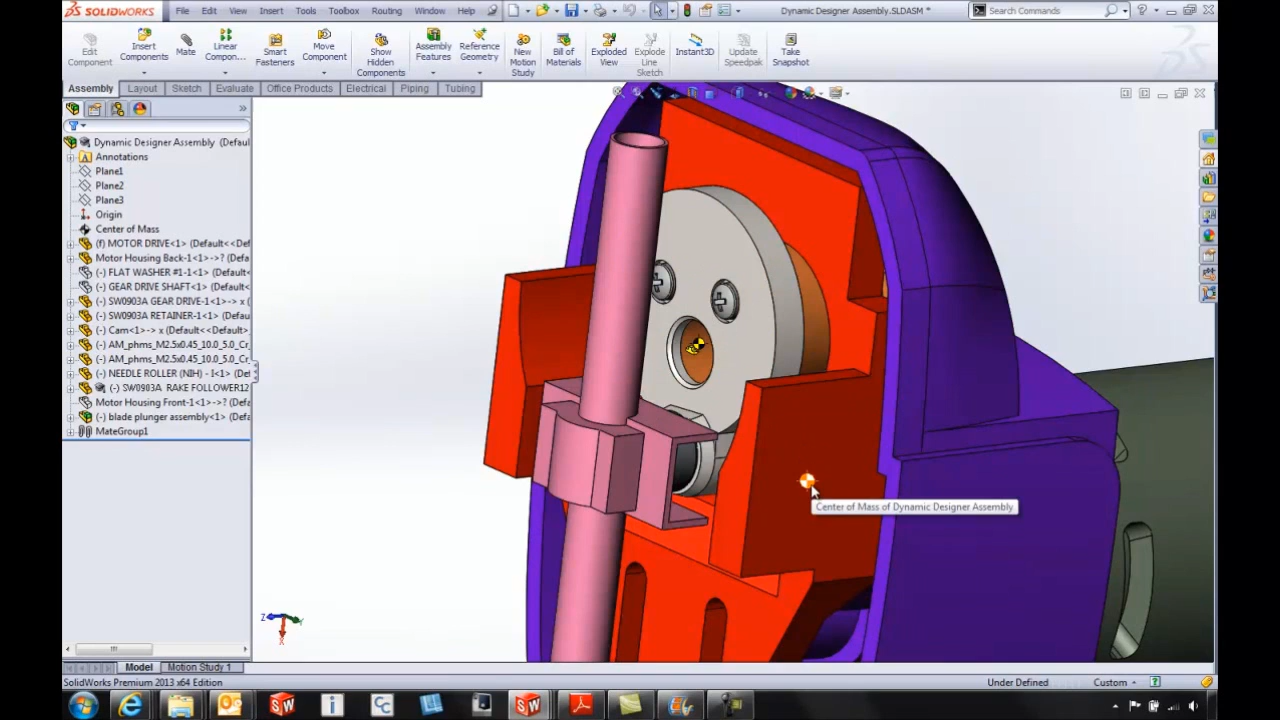 SOLIDWORKS File Edit View Insert Tools Toolbox Routing Window Help Dynamic Designer Assembly.SLDASM * Search Commands
Edit Component
Insert Components
Mate
Linear Compon...
Smart Fasteners
Move Component
Show Hidden Components
Assembly Features
Reference Geometry
New Motion Study
Bill of Materials
Exploded View
Explode Line Sketch
Instant3D
Update Speedpak
Take Snapshot
Assembly Layout Sketch Evaluate Office Products Electrical Piping Tubing
Dynamic Designer Assembly (Defaul
Annotations
Plane1
Plane2
Plane3
Origin
Center of Mass
(f) MOTOR DRIVE<1> (Default<<Def
Motor Housing Back-1<1> (Default<
(-) FLAT WASHER #1-1<1> (Default<
(-) GEAR DRIVE SHAFT<1> (Default<
(-) SW0903A GEAR DRIVE-1<1>-> x (
(-) SW0903A RETAINER-1<1> (Default
(-) Cam<1>-> x (Default<<Default>_
(-) AM_phms_M2.5x0.45_10.0_5.0_Cr_
(-) AM_phms_M2.5x0.45_10.0_5.0_Cr_
(-) NEEDLE ROLLER (NIH) - 1<1> (De
(-) SW0903A RAKE FOLLOWER12
Motor Housing Front-1<1>->? (Defau
(-) blade plunger assembly<1> (Defa
MateGroup1
Center of Mass of Dynamic Designer Assembly
Z Y
X
Model Motion Study 1
SolidWorks Premium 2013 x64 Edition Under Defined Custom